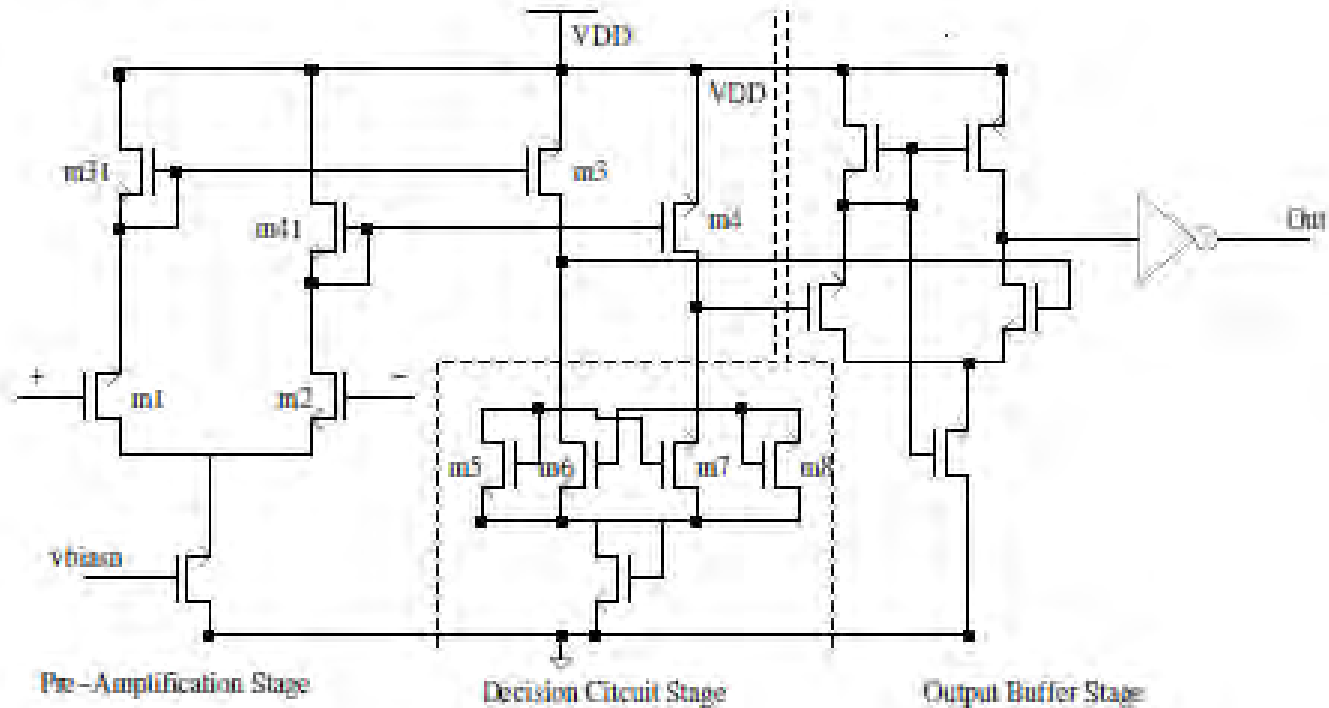 VDD
VDD
m31
m3
m41
m4
Out
+
m1
m2
−
m5
m6
m7
m8
vbiasn
Pre-Amplification Stage
Decision Circuit Stage
Output Buffer Stage